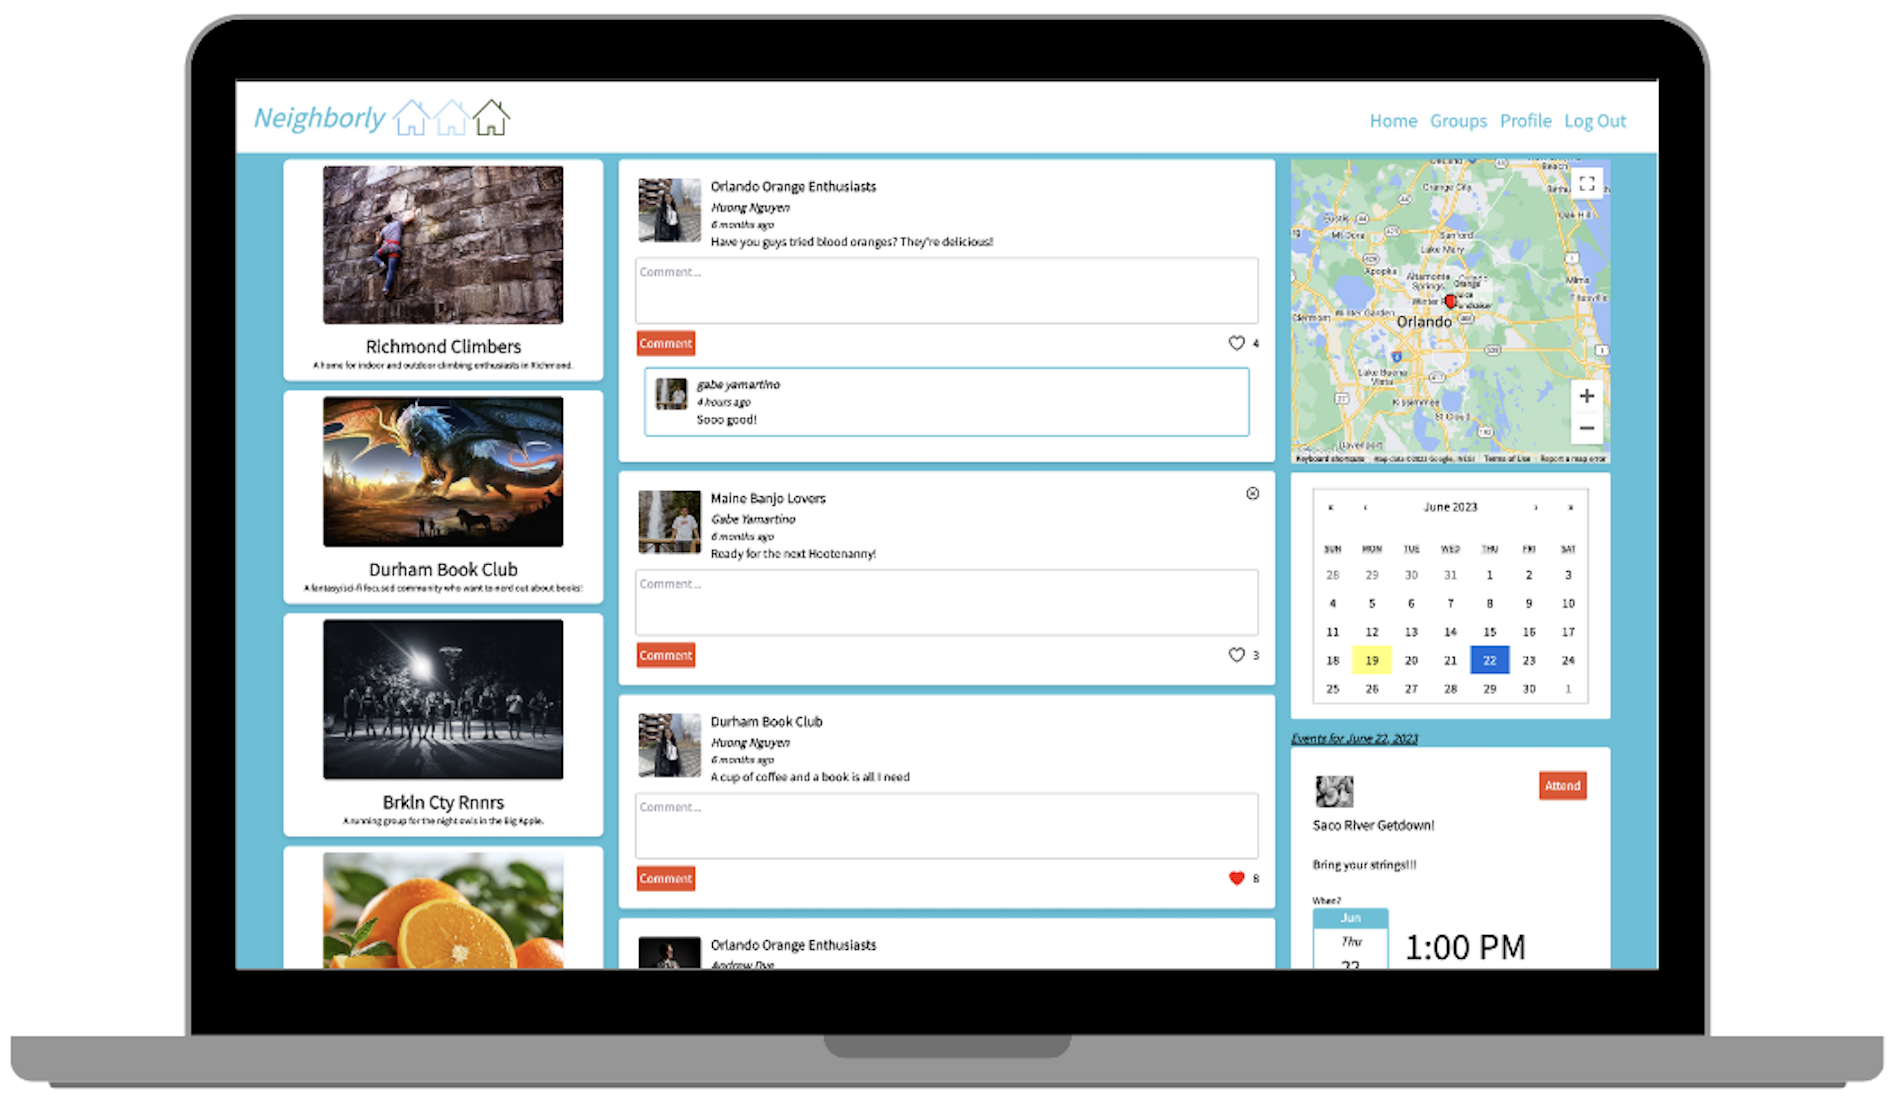 Neighborly
Home Groups Profile Log Out
Richmond Climbers
A home for indoor and outdoor climbing enthusiasts in Richmond.
Durham Book Club
A fantasy/sci-fi focused community who want to nerd out about books!
Brkln Cty Rnnrs
A running group for the night owls in the Big Apple.
Orlando Orange Enthusiasts
Huong Nguyen
6 months ago
Have you guys tried blood oranges? They're delicious!
Comment...
Comment
4
gabe yamartino
4 hours ago
Sooo good!
Maine Banjo Lovers
Gabe Yamartino
6 months ago
Ready for the next Hootenanny!
Comment...
Comment
3
Durham Book Club
Huong Nguyen
6 months ago
A cup of coffee and a book is all I need
Comment...
Comment
8
Orlando Orange Enthusiasts
Andrew Dye
Orange City
Oak Hill
Mt Dora
Sanford
Lake Mary
Apopka
Altamonte
Springs
Mims
Titusville
Clermont
Winter Garden
Orlando
Lake Buena
Vista
Kissimmee
St Cloud
Davenport
Keyboard shortcuts
Map data ©2023 Google, INEGI
Terms of Use
Report a map error
« ‹ June 2023 › »
SUN MON TUE WED THU FRI SAT
28 29 30 31 1 2 3
4 5 6 7 8 9 10
11 12 13 14 15 16 17
18 19 20 21 22 23 24
25 26 27 28 29 30 1
Events for June 22, 2023
Attend
Saco River Getdown!
Bring your strings!!!
When?
Jun
Thu
22
1:00 PM